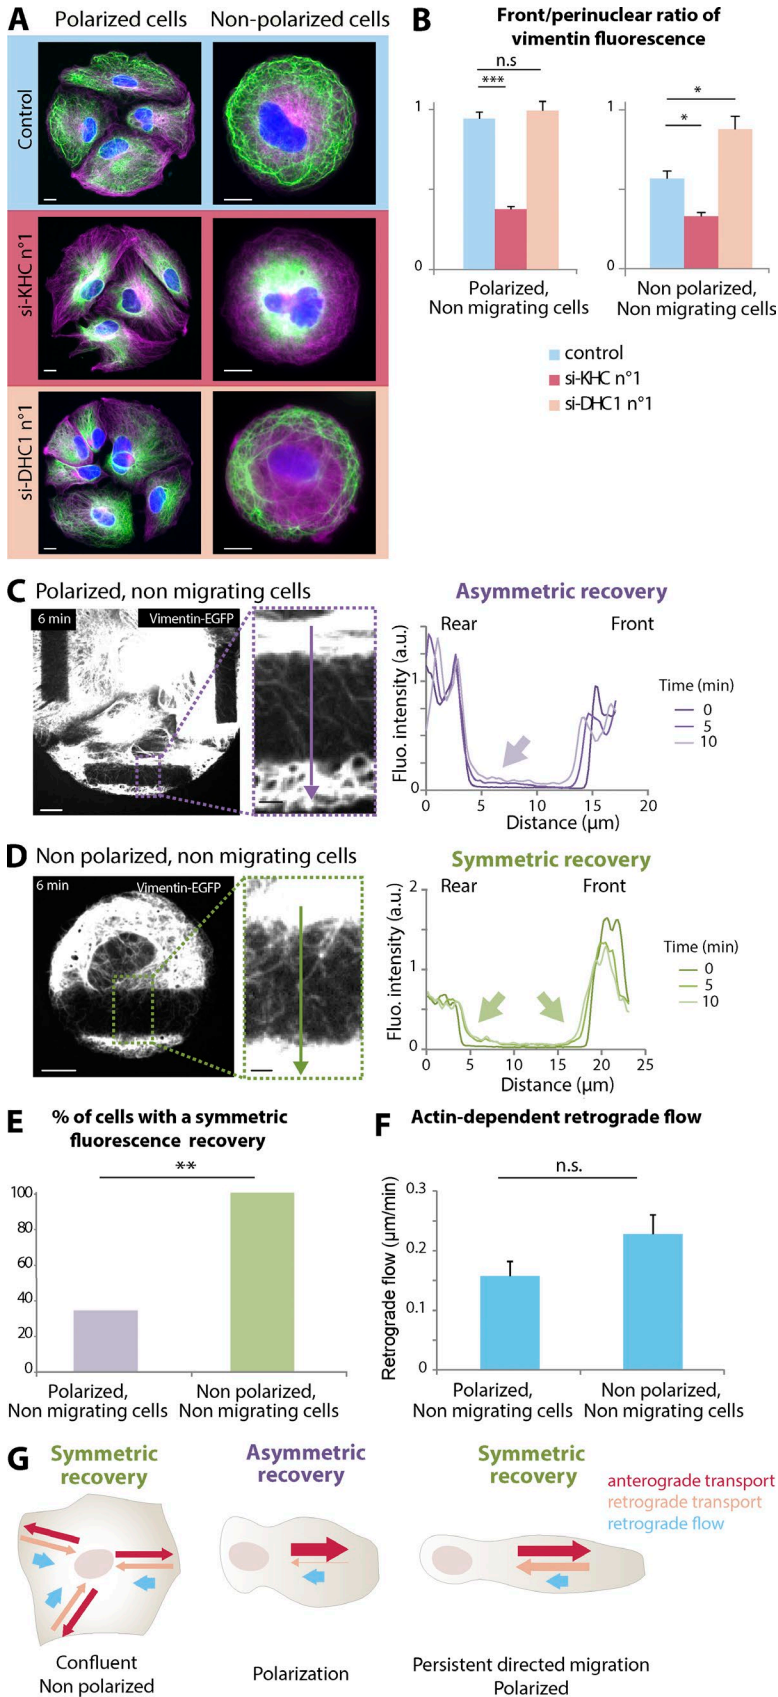 A
Polarized cells
Non-polarized cells
Control
si-KHC n°1
si-DHC1 n°1
B
Front/perinuclear ratio of
vimentin fluorescence
n.s
***
1
0
Polarized,
Non migrating cells
*
*
1
0
Non polarized,
Non migrating cells
control
si-KHC n°1
si-DHC1 n°1
C Polarized, non migrating cells
6 min
Vimentin-EGFP
Asymmetric recovery
Rear
Front
Fluo. intensity (a.u.)
1
0
0 5 10 15 20
Distance (µm)
Time (min)
0
5
10
D Non polarized, non migrating cells
6 min
Vimentin-EGFP
Symmetric recovery
Rear
Front
Fluo. intensity (a.u.)
2
1
0
0 5 10 15 20 25
Distance (µm)
Time (min)
0
5
10
E
% of cells with a symmetric
fluorescence recovery
**
100
80
60
40
20
0
Polarized,
Non migrating cells
Non polarized,
Non migrating cells
F
Actin-dependent retrograde flow
n.s.
Retrograde flow (µm/min)
0.3
0.2
0.1
0
Polarized,
Non migrating cells
Non polarized,
Non migrating cells
G
Symmetric
recovery
Asymmetric
recovery
Symmetric
recovery
anterograde transport
retrograde transport
retrograde flow
Confluent
Non polarized
Polarization
Persistent directed migration
Polarized